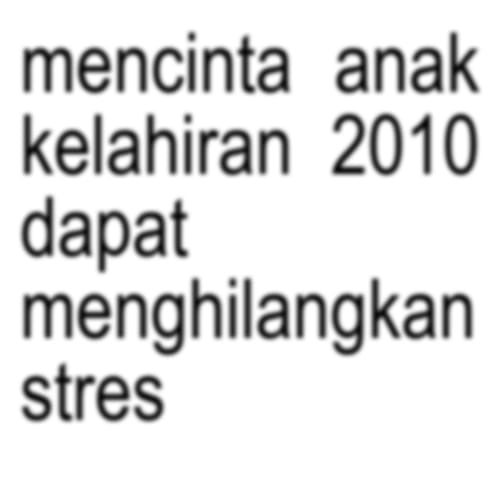 mencinta anak
kelahiran 2010
dapat
menghilangkan
stres